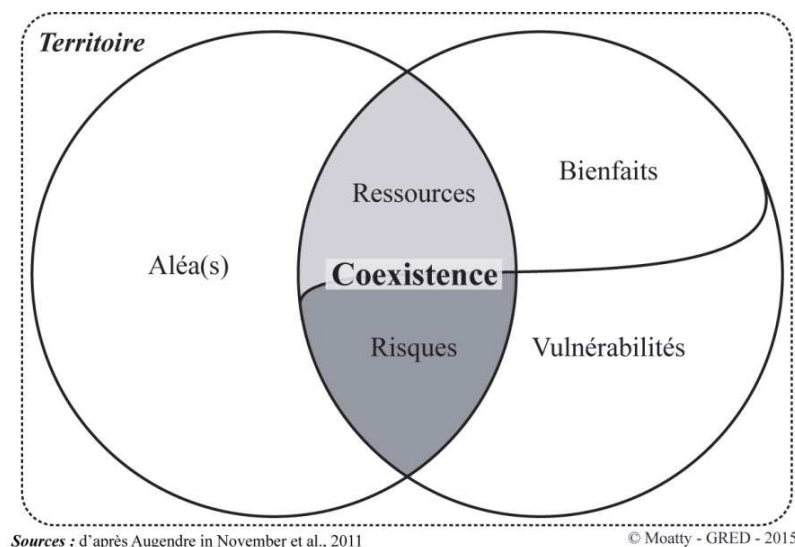 Territoire
Bienfaits
Ressources
Aléa(s)
Coexistence
Risques
Vulnérabilités
Sources : d'après Augendre in November et al., 2011
© Moatty - GRED - 2015